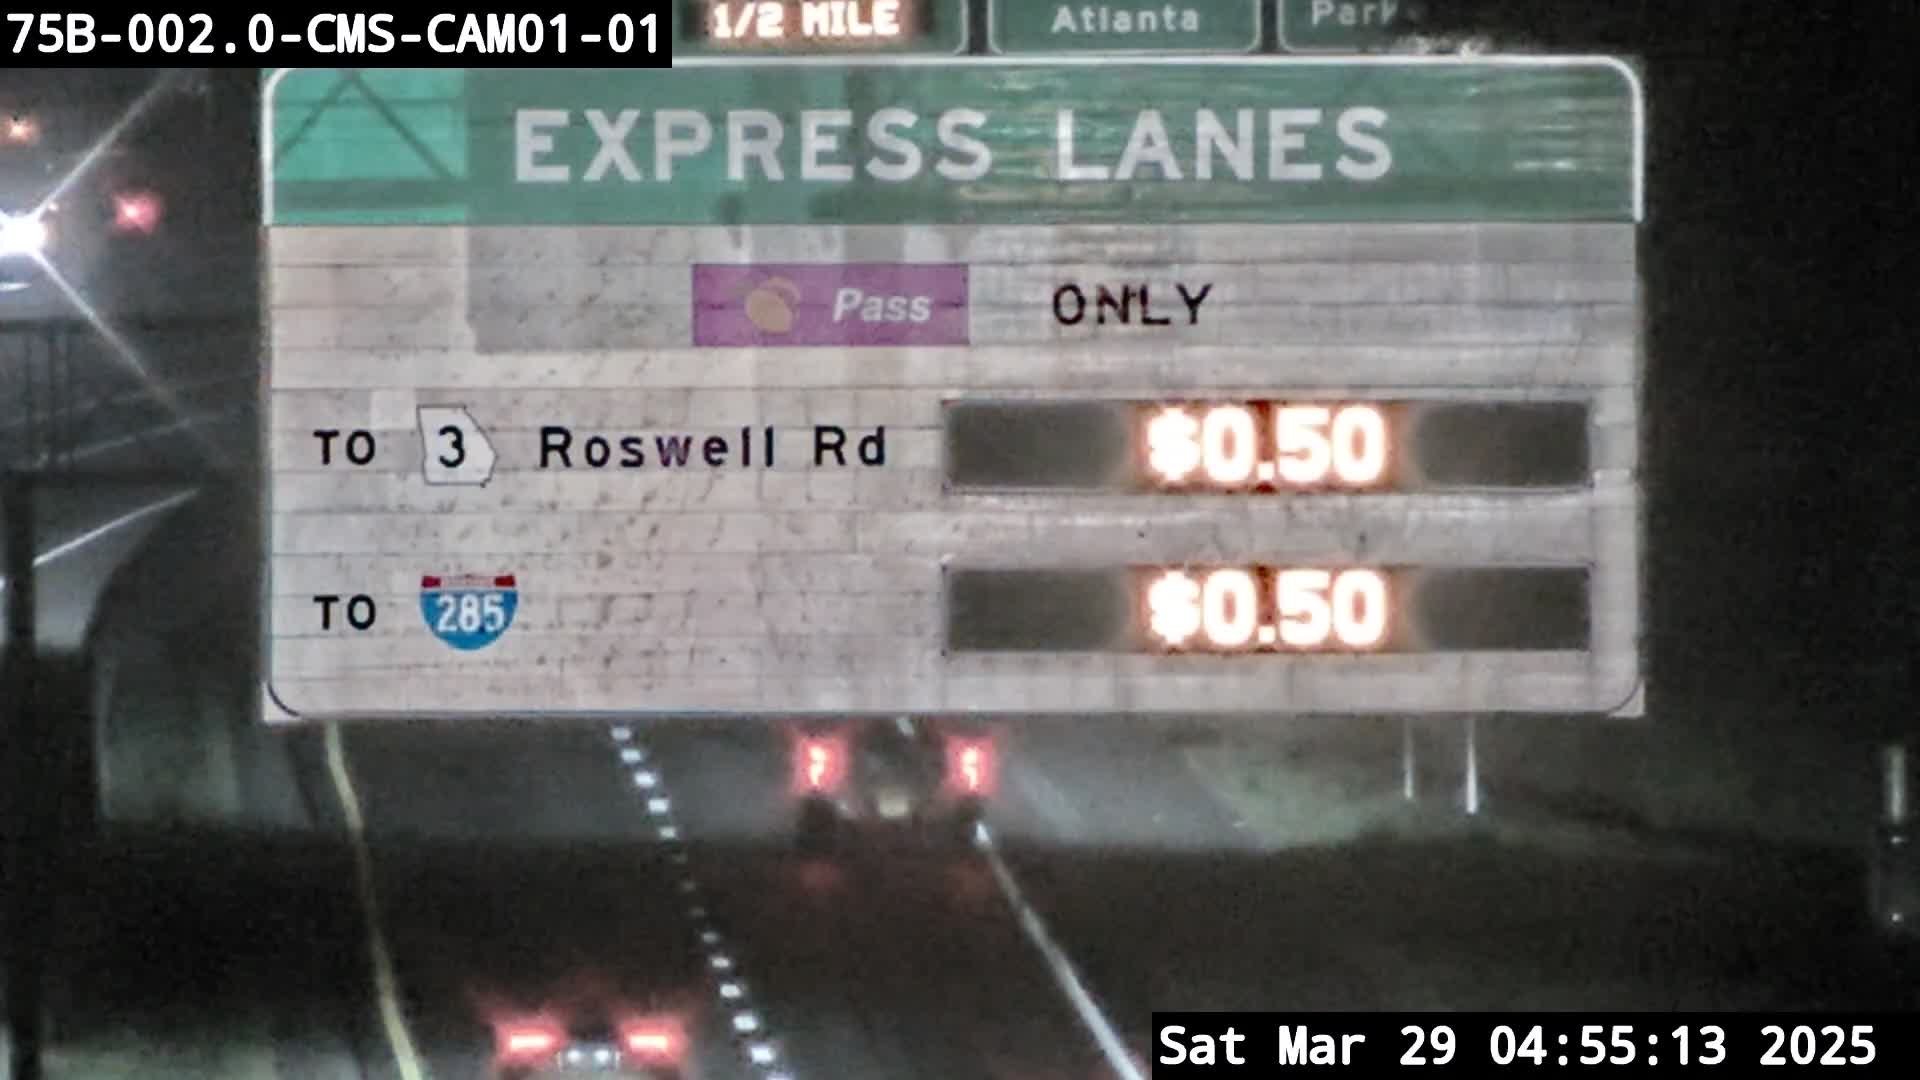 75B-002.0-CMS-CAM01-01
1/2 MILE
Atlanta
Park
EXPRESS LANES
Pass ONLY
TO 3 Roswell Rd $0.50
TO 285 $0.50
Sat Mar 29 04:55:13 2025